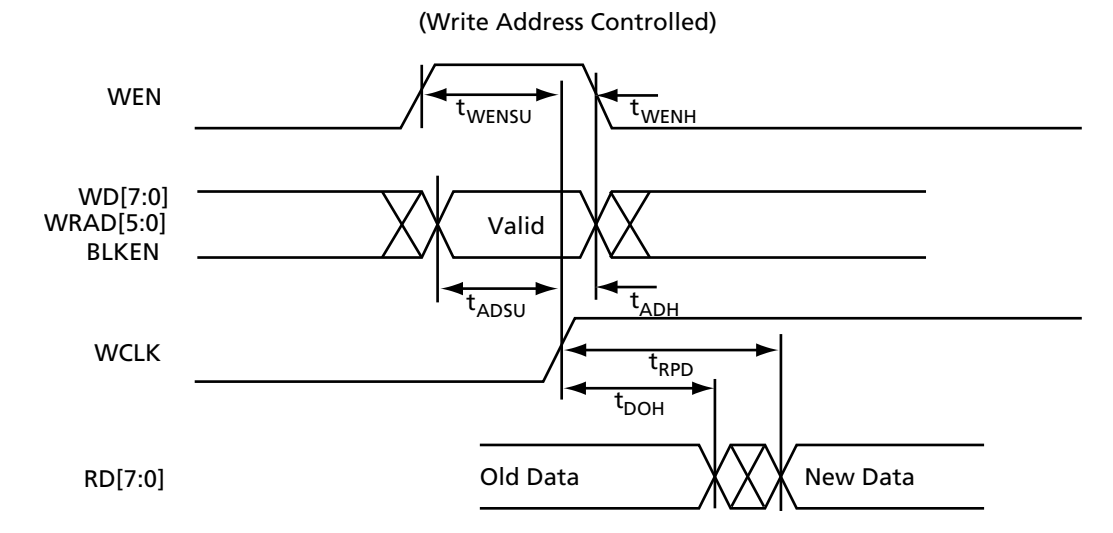 (Write Address Controlled)
WEN
tWENSU
tWENH
WD[7:0]
WRAD[5:0]
BLKEN
Valid
tADSU
tADH
WCLK
tRPD
tDOH
RD[7:0]
Old Data
New Data